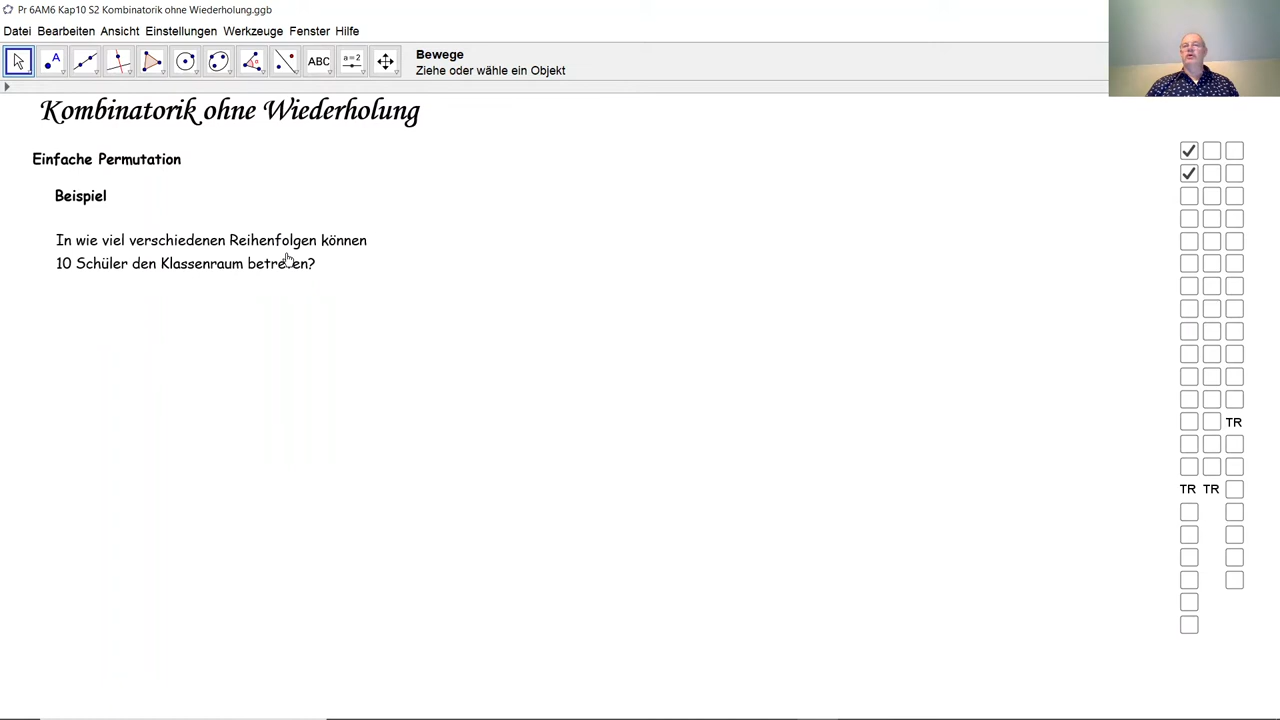 Pr 6AM6 Kap10 S2 Kombinatorik ohne Wiederholung.ggb
Datei Bearbeiten Ansicht Einstellungen Werkzeuge Fenster Hilfe
A
ABC
a=2
Bewege
Ziehe oder wähle ein Objekt
Kombinatorik ohne Wiederholung
Einfache Permutation
Beispiel
In wie viel verschiedenen Reihenfolgen können
10 Schüler den Klassenraum betreten?
TR
TR TR